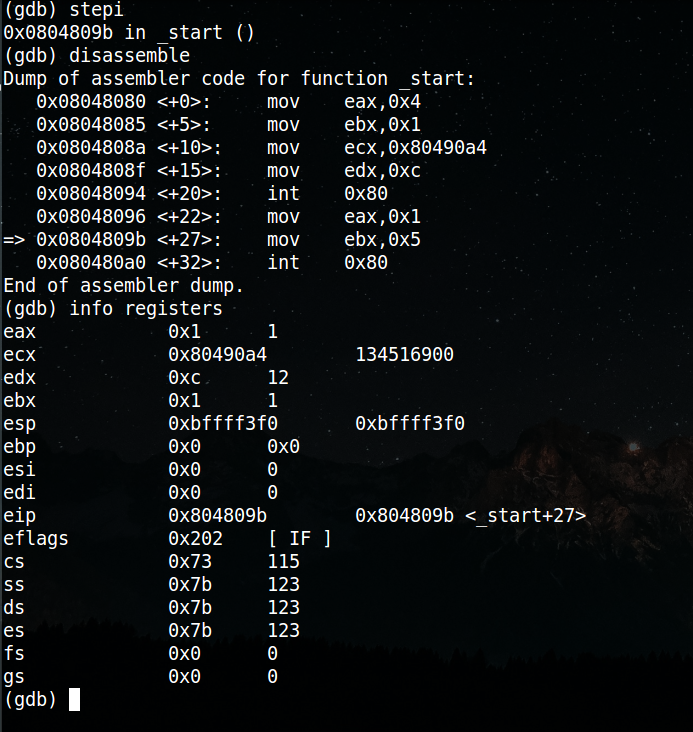 (gdb) stepi
0x0804809b in _start ()
(gdb) disassemble
Dump of assembler code for function _start:
   0x08048080 <+0>:     mov    eax,0x4
   0x08048085 <+5>:     mov    ebx,0x1
   0x0804808a <+10>:    mov    ecx,0x80490a4
   0x0804808f <+15>:    mov    edx,0xc
   0x08048094 <+20>:    int    0x80
   0x08048096 <+22>:    mov    eax,0x1
=> 0x0804809b <+27>:    mov    ebx,0x5
   0x080480a0 <+32>:    int    0x80
End of assembler dump.
(gdb) info registers
eax            0x1      1
ecx            0x80490a4        134516900
edx            0xc      12
ebx            0x1      1
esp            0xbffff3f0       0xbffff3f0
ebp            0x0      0x0
esi            0x0      0
edi            0x0      0
eip            0x804809b        0x804809b <_start+27>
eflags         0x202    [ IF ]
cs             0x73     115
ss             0x7b     123
ds             0x7b     123
es             0x7b     123
fs             0x0      0
gs             0x0      0
(gdb)